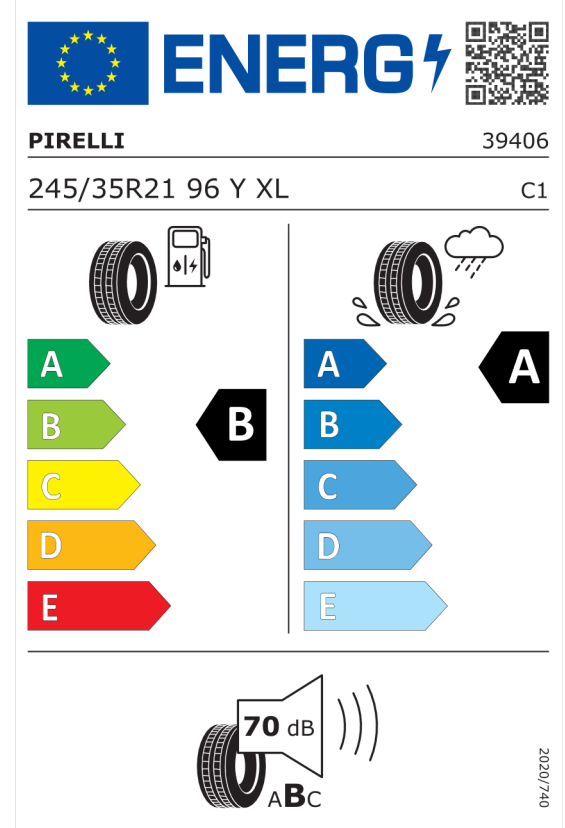 ENERG
PIRELLI 39406
245/35R21 96 Y XL C1
A A A
B B B
C C
D D
E E
70 dB
ABC
2020/740